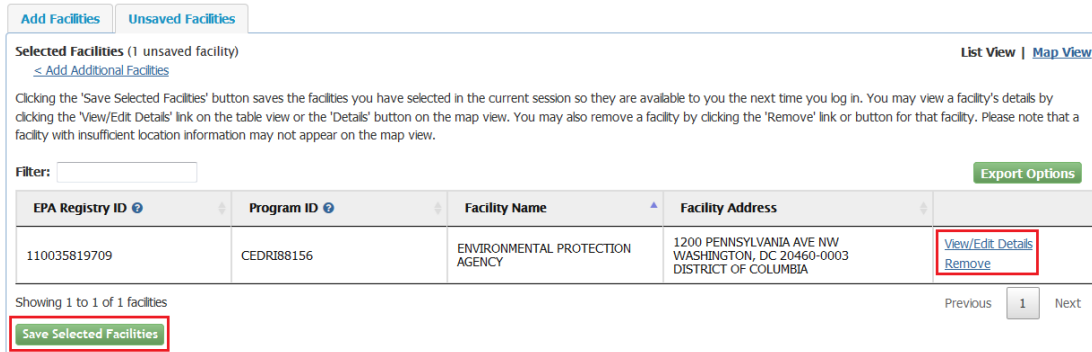 Add Facilities Unsaved Facilities
Selected Facilities (1 unsaved facility) List View | Map View
< Add Additional Facilities
Clicking the 'Save Selected Facilities' button saves the facilities you have selected in the current session so they are available to you the next time you log in. You may view a facility's details by
clicking the 'View/Edit Details' link on the table view or the 'Details' button on the map view. You may also remove a facility by clicking the 'Remove' link or button for that facility. Please note that a
facility with insufficient location information may not appear on the map view.
Filter: Export Options
EPA Registry ID Program ID Facility Name Facility Address
110035819709 CEDRI88156 ENVIRONMENTAL PROTECTION
AGENCY
1200 PENNSYLVANIA AVE NW
WASHINGTON, DC 20460-0003
DISTRICT OF COLUMBIA
View/Edit Details
Remove
Showing 1 to 1 of 1 facilities Previous 1 Next
Save Selected Facilities